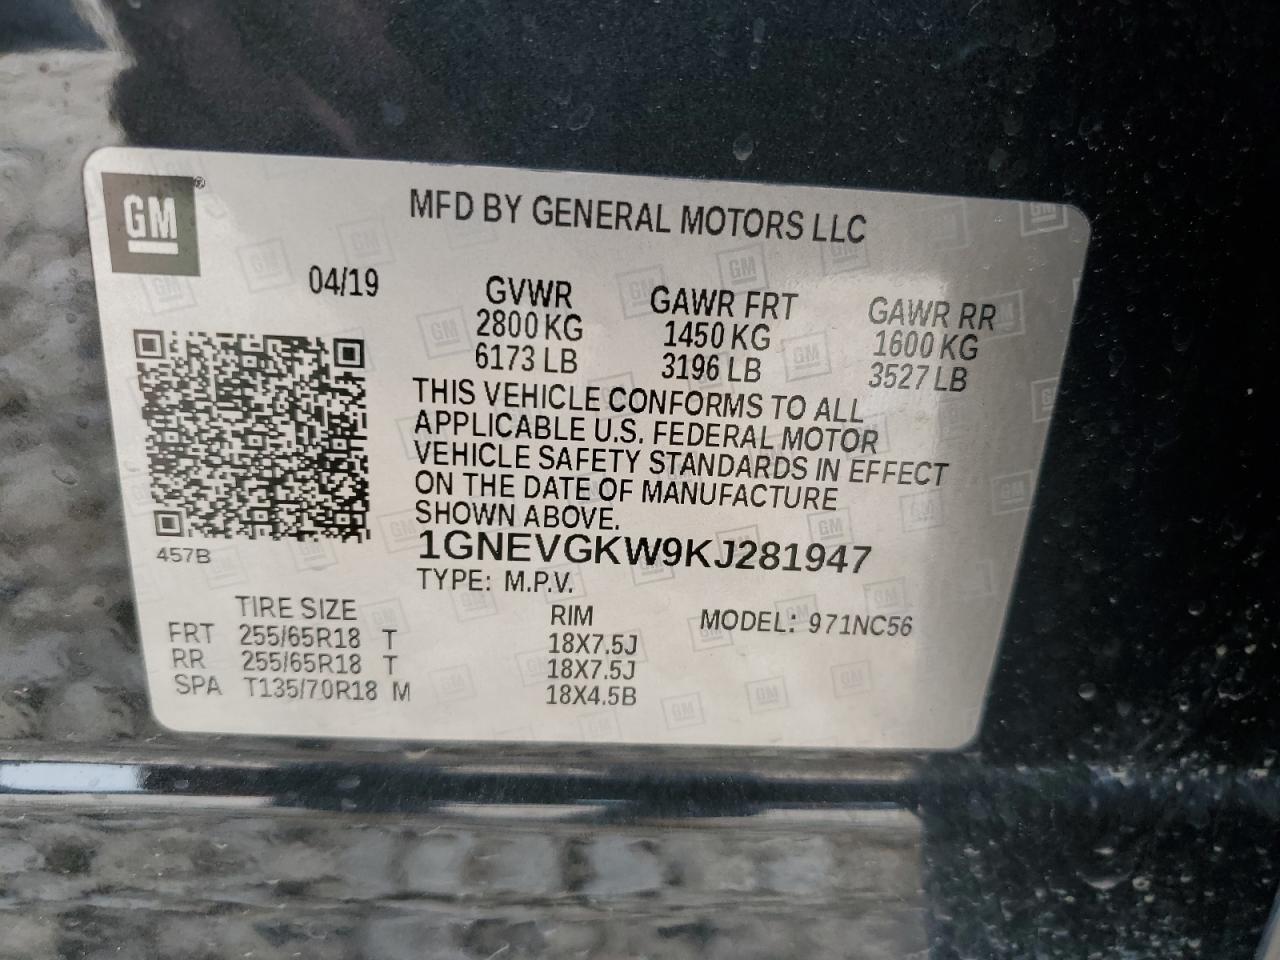 GM ®
MFD BY GENERAL MOTORS LLC
04/19 GVWR GAWR FRT GAWR RR
2800 KG 1450 KG 1600 KG
6173 LB 3196 LB 3527 LB
THIS VEHICLE CONFORMS TO ALL
APPLICABLE U.S. FEDERAL MOTOR
VEHICLE SAFETY STANDARDS IN EFFECT
ON THE DATE OF MANUFACTURE
SHOWN ABOVE.
457B
1GNEVGKW9KJ281947
TYPE: M.P.V.
TIRE SIZE RIM MODEL: 971NC56
FRT 255/65R18 T 18X7.5J
RR 255/65R18 T 18X7.5J
SPA T135/70R18 M 18X4.5B